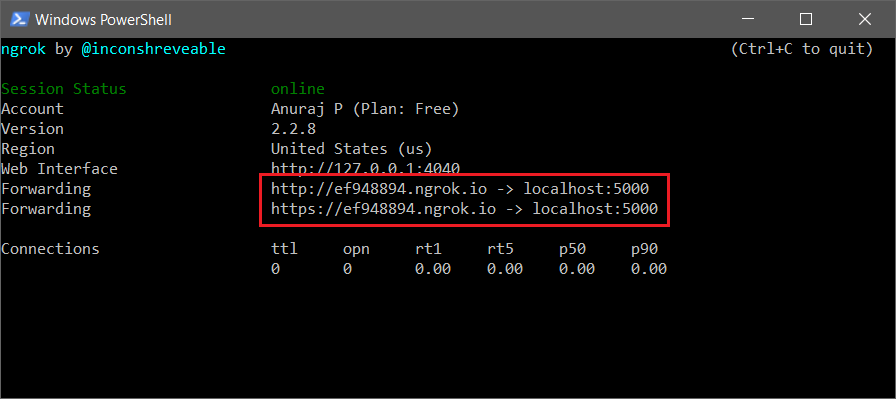 Windows PowerShell
ngrok by @inconshreveable (Ctrl+C to quit)
Session Status online
Account Anuraj P (Plan: Free)
Version 2.2.8
Region United States (us)
Web Interface http://127.0.0.1:4040
Forwarding http://ef948894.ngrok.io -> localhost:5000
Forwarding https://ef948894.ngrok.io -> localhost:5000
Connections ttl opn rt1 rt5 p50 p90
0 0 0.00 0.00 0.00 0.00